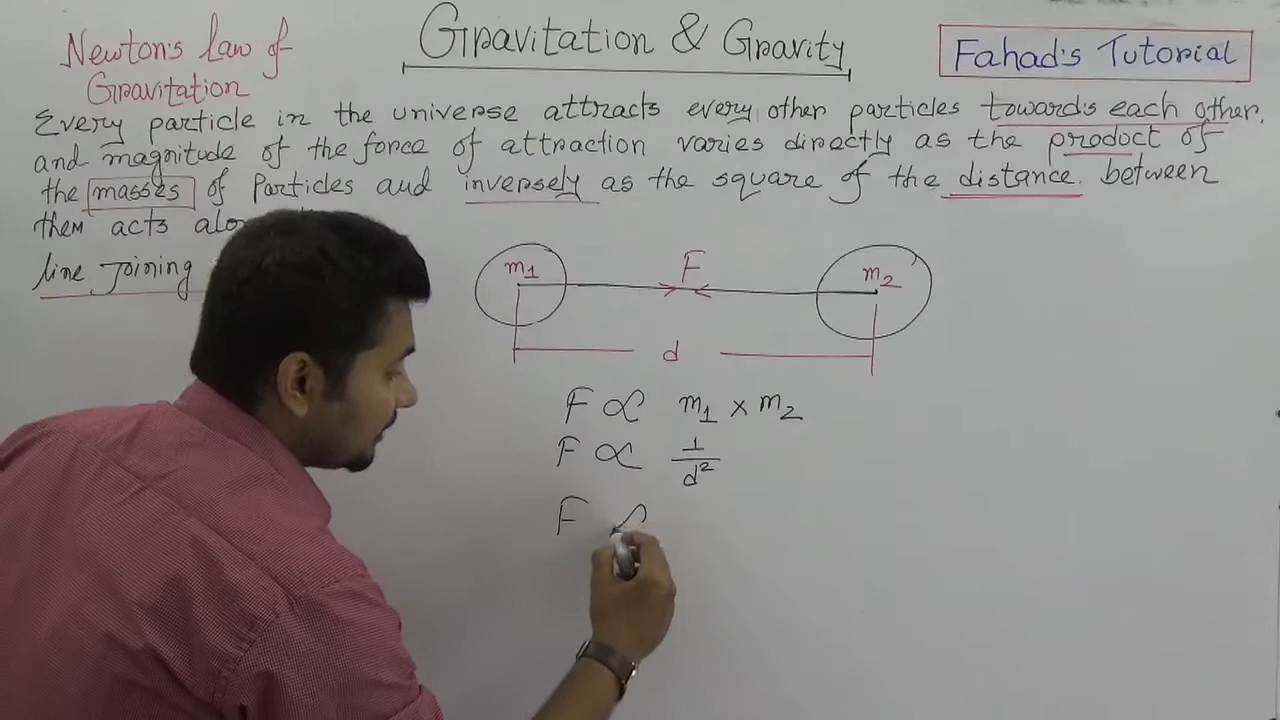 Gravitation & Gravity
Fahad's Tutorial
Newton's Law of
Gravitation
Every particle in the universe attracts every other particles towards each other,
and magnitude of the force of attraction varies directly as the product of
the masses of Particles and inversely as the square of the distance between
them acts
line Joining
m1 F m2
d
F ∝ m1 × m2
F ∝ 1/d²
F ∝